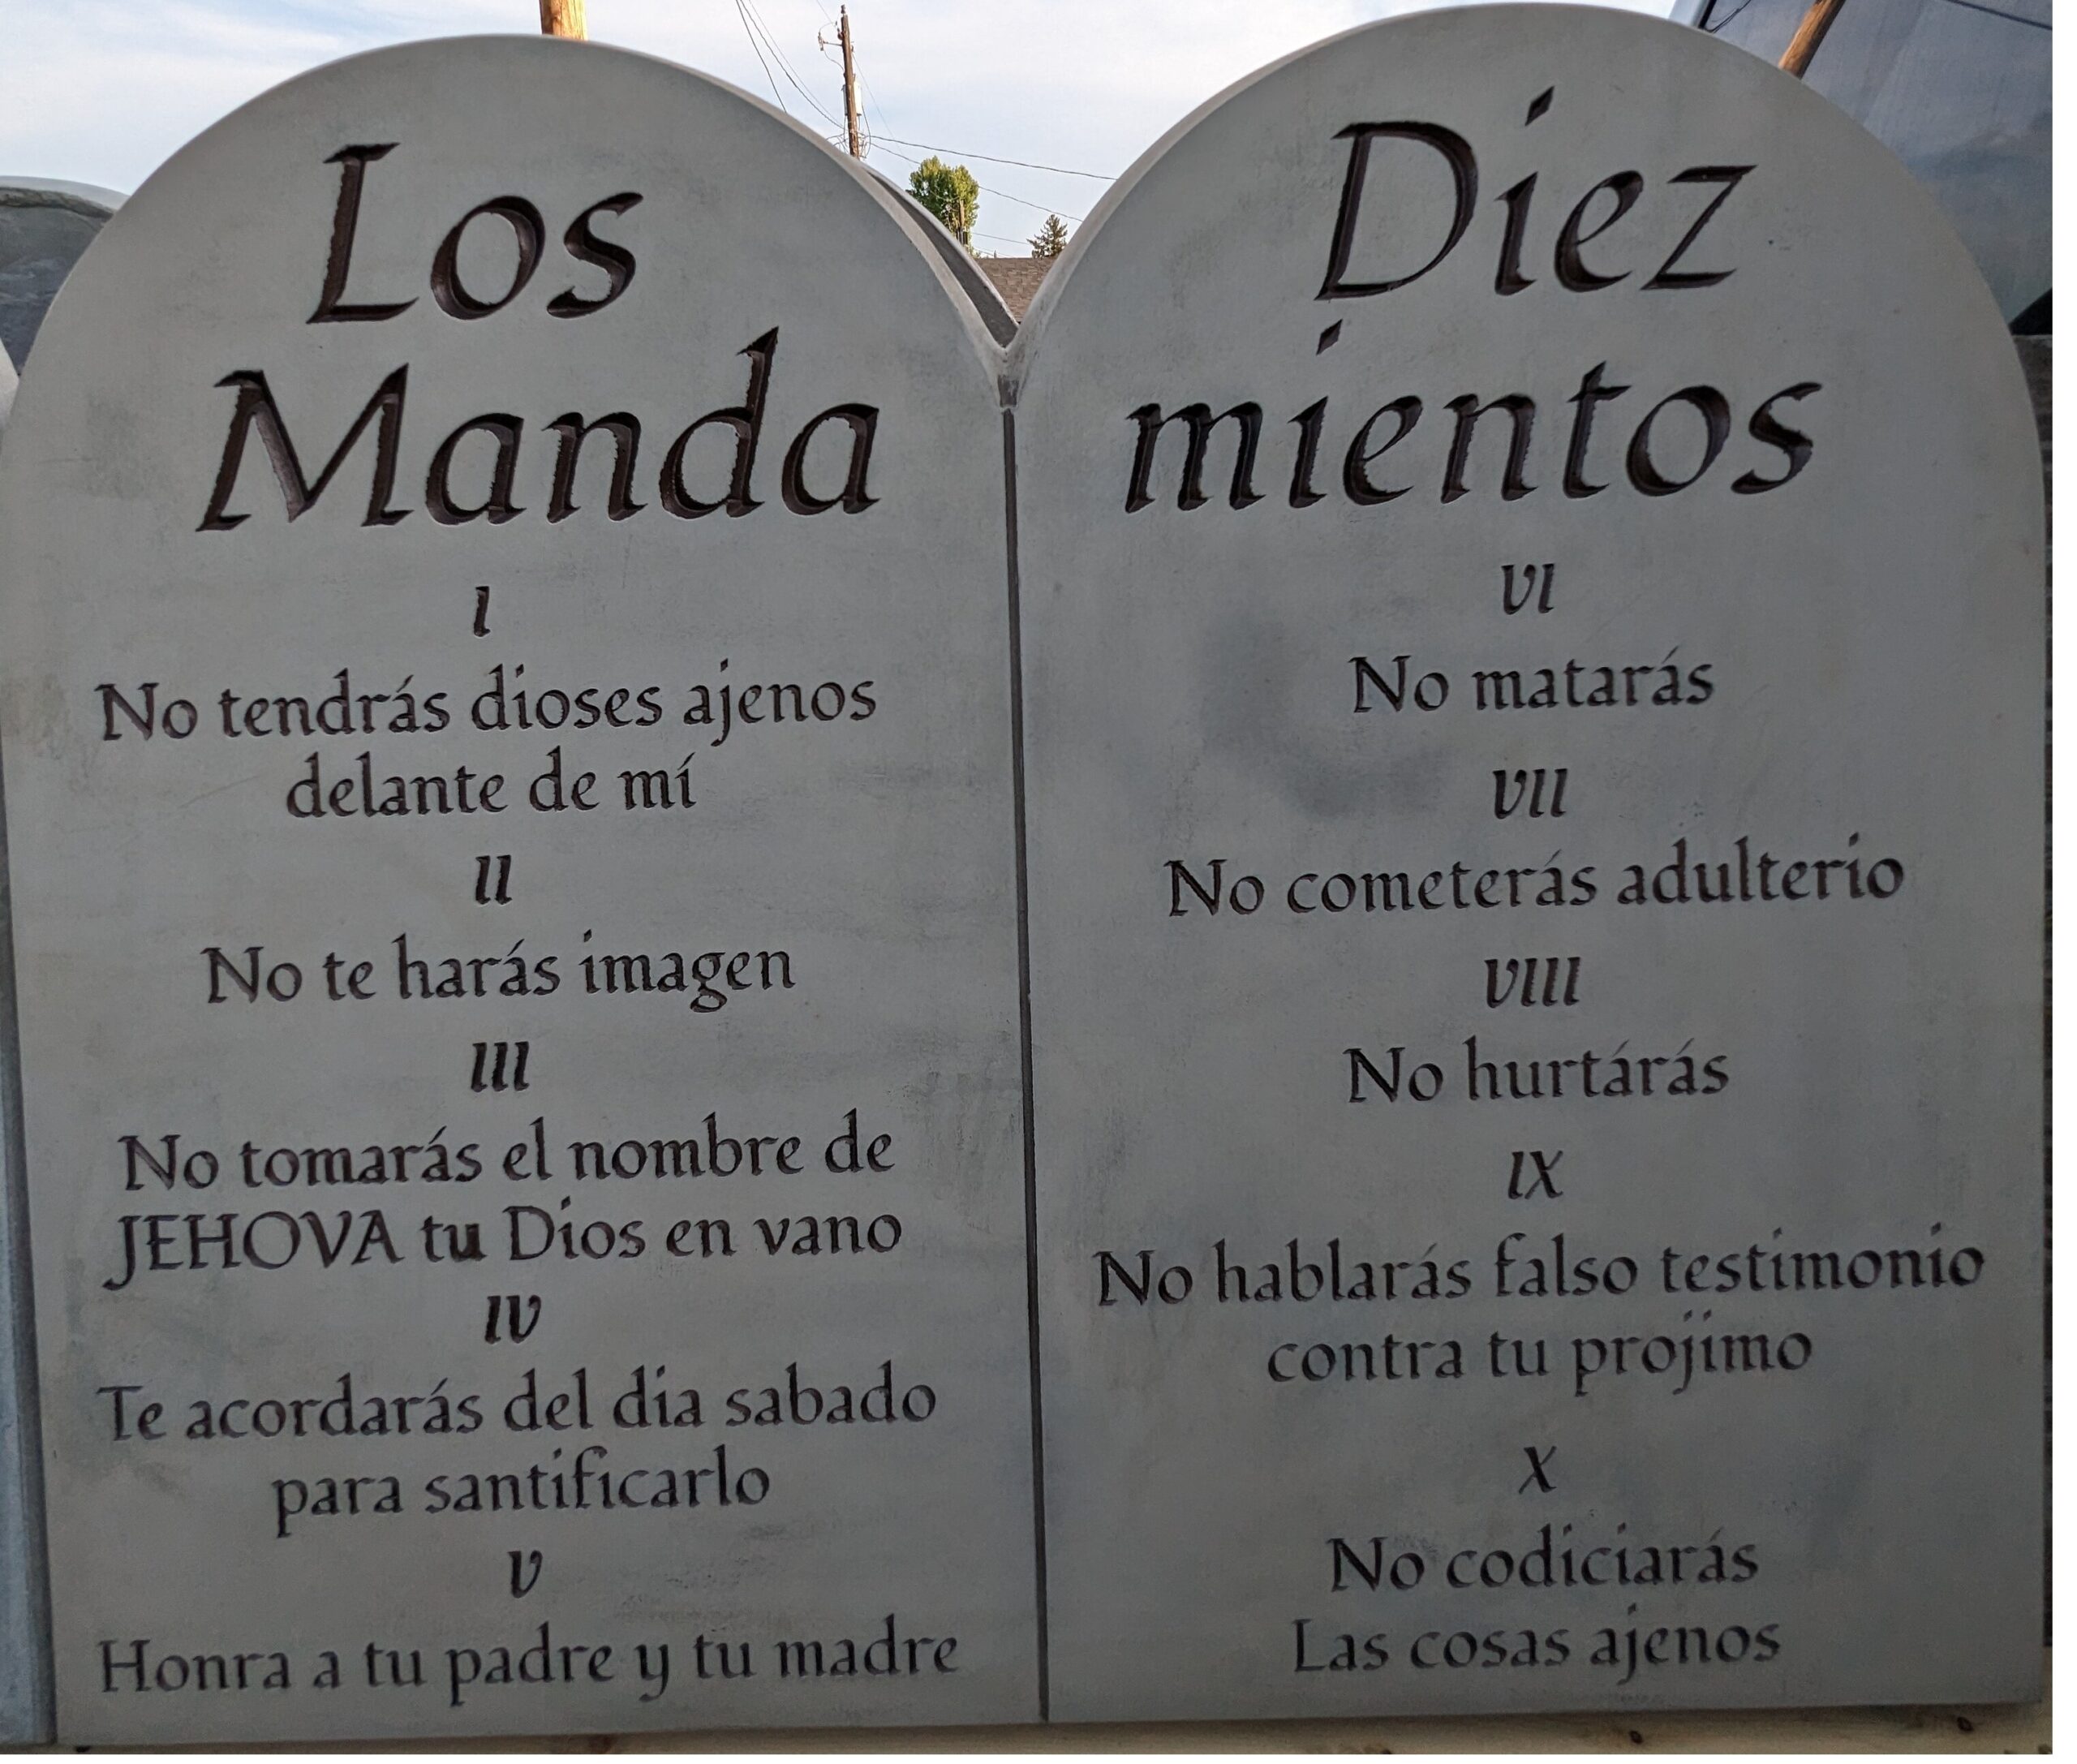 Los Diez
Manda mientos
I
No tendrás dioses ajenos
delante de mí
II
No te harás imagen
III
No tomarás el nombre de
JEHOVA tu Dios en vano
IV
Te acordarás del dia sabado
para santificarlo
V
Honra a tu padre y tu madre
VI
No matarás
VII
No cometerás adulterio
VIII
No hurtárás
IX
No hablarás falso testimonio
contra tu projimo
X
No codiciarás
Las cosas ajenos